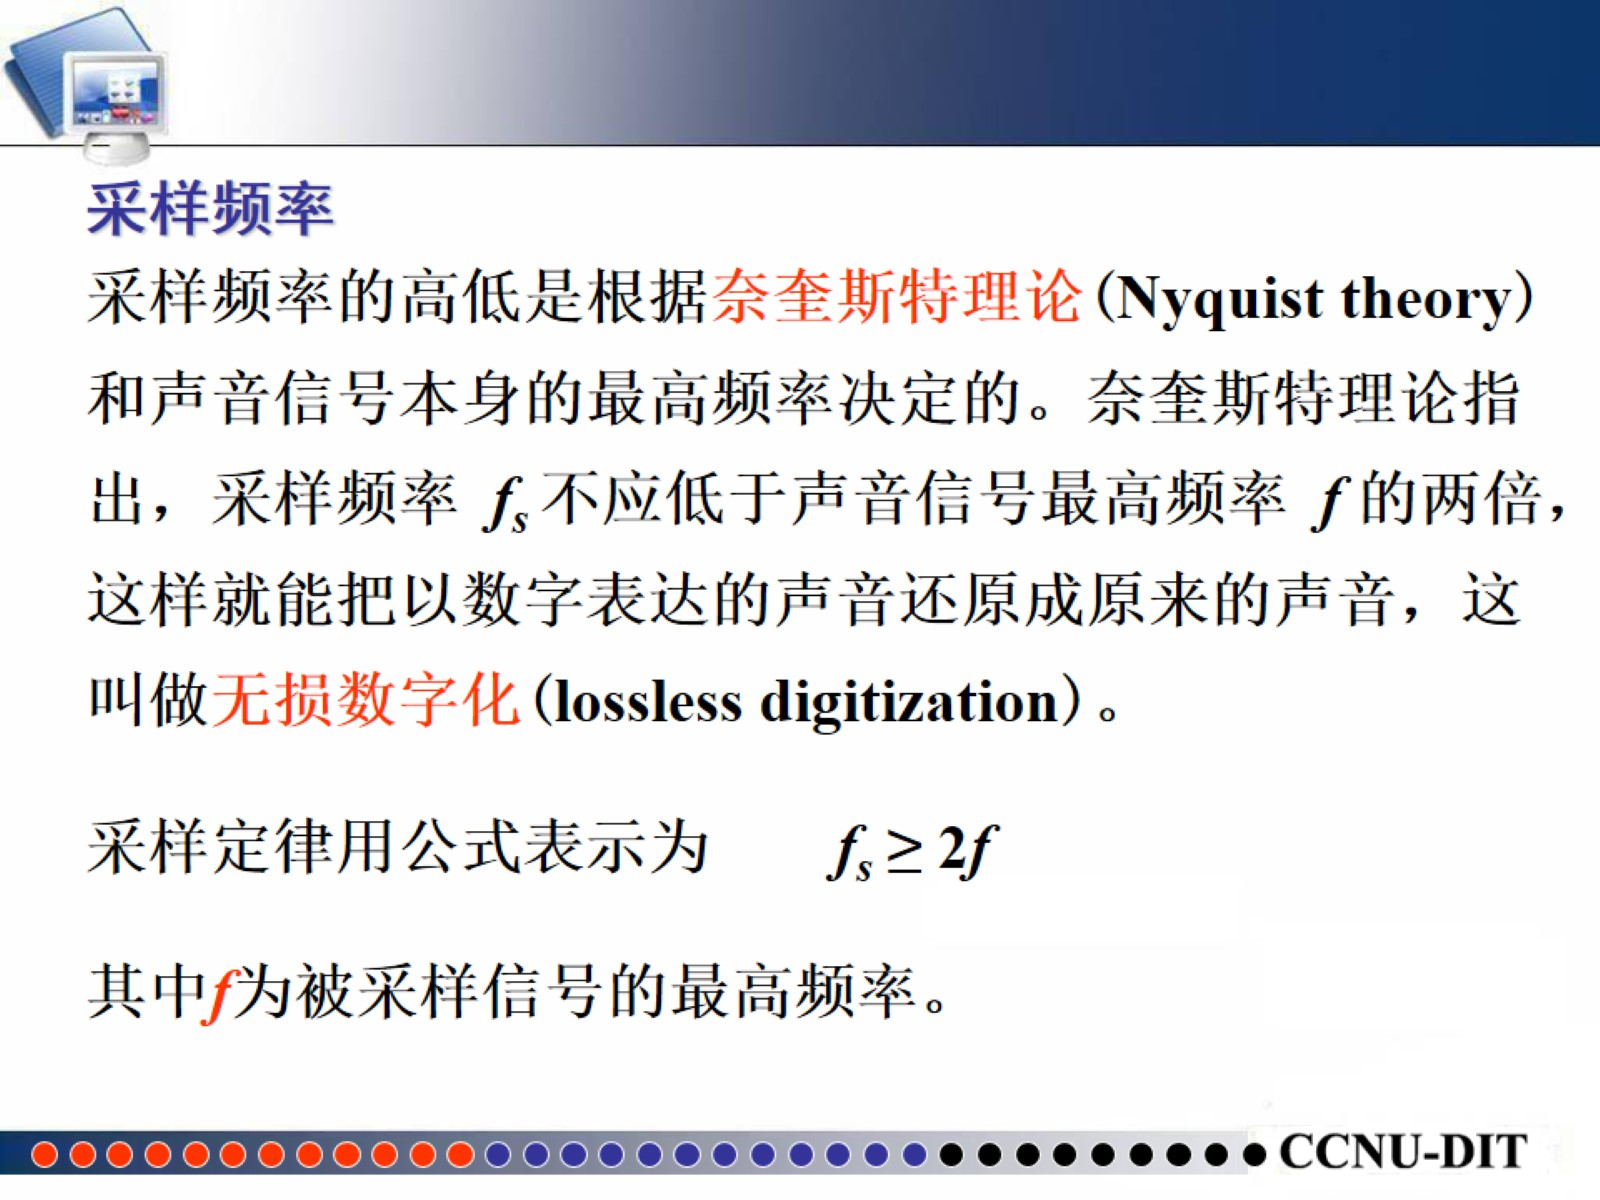 采样频率
采样频率的高低是根据奈奎斯特理论(Nyquist theory)
和声音信号本身的最高频率决定的。奈奎斯特理论指
出，采样频率 fs 不应低于声音信号最高频率 f 的两倍，
这样就能把以数字表达的声音还原成原来的声音，这
叫做无损数字化(lossless digitization)。
采样定律用公式表示为 fs ≥ 2f
其中f为被采样信号的最高频率。
CCNU-DIT